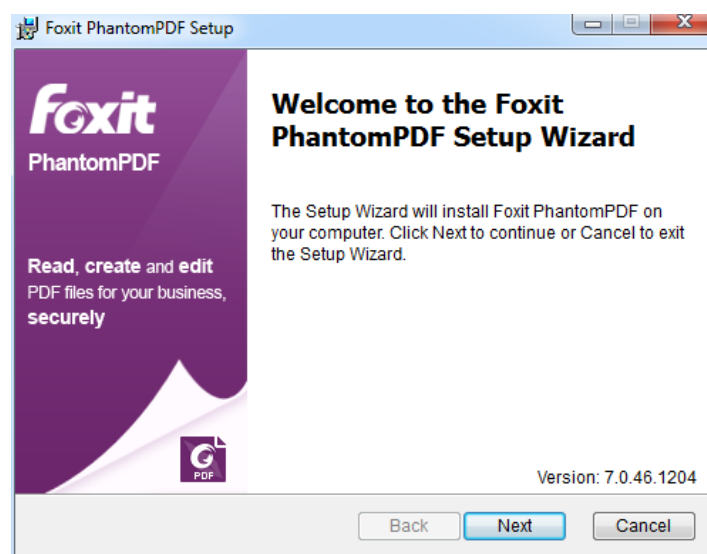 Foxit PhantomPDF Setup
Foxit
PhantomPDF
Read, create and edit
PDF files for your business,
securely
PDF
Welcome to the Foxit
PhantomPDF Setup Wizard
The Setup Wizard will install Foxit PhantomPDF on
your computer. Click Next to continue or Cancel to exit
the Setup Wizard.
Version: 7.0.46.1204
Back Next Cancel